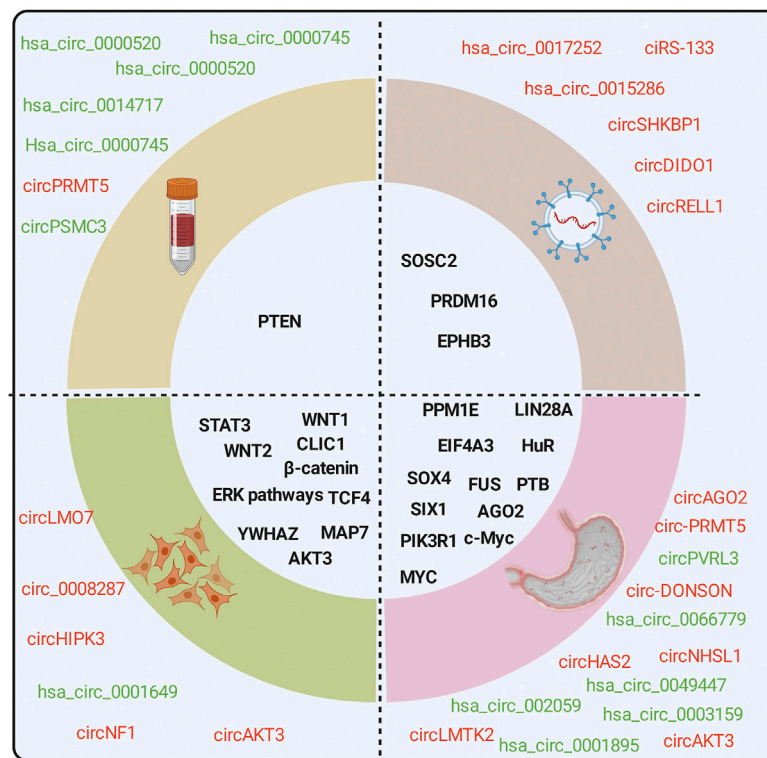 hsa_circ_0000520
hsa_circ_0000745
hsa_circ_0000520
hsa_circ_0014717
Hsa_circ_0000745
circPRMT5
circPSMC3
PTEN
hsa_circ_0017252
ciRS-133
hsa_circ_0015286
circSHKBP1
circDIDO1
circRELL1
SOSC2
PRDM16
EPHB3
STAT3
WNT1
WNT2
CLIC1
β-catenin
ERK pathways
TCF4
YWHAZ
MAP7
AKT3
circLMO7
circ_0008287
circHIPK3
hsa_circ_0001649
circNF1
circAKT3
PPM1E
LIN28A
EIF4A3
HuR
SOX4
FUS
PTB
SIX1
AGO2
PIK3R1
c-Myc
MYC
circAGO2
circ-PRMT5
circPVRL3
circ-DONSON
hsa_circ_0066779
circHAS2
circNHSL1
hsa_circ_0049447
hsa_circ_002059
hsa_circ_0003159
circLMTK2
hsa_circ_0001895
circAKT3